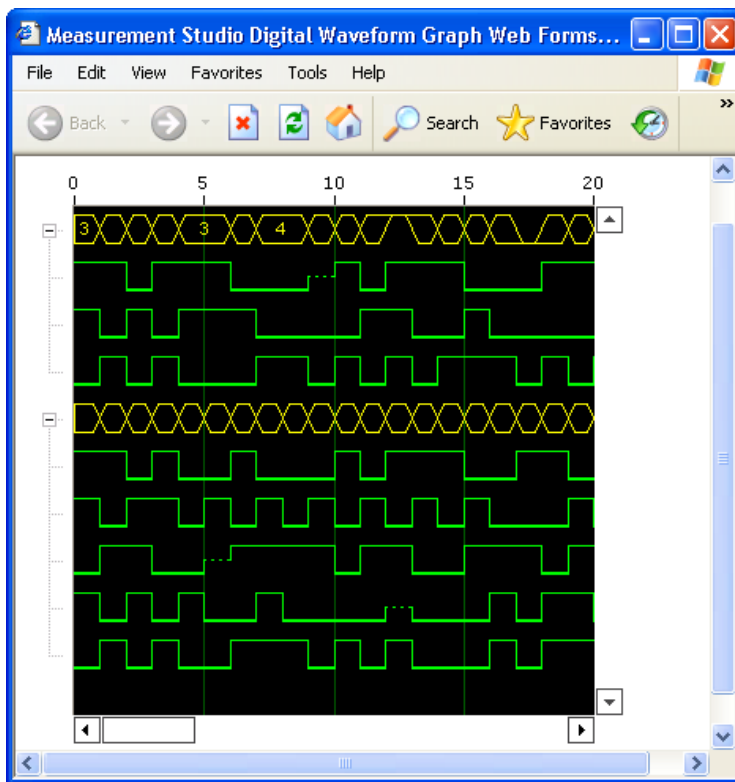 Measurement Studio Digital Waveform Graph Web Forms...
File Edit View Favorites Tools Help
Back Search Favorites »
0 5 10 15 20
3 3 4